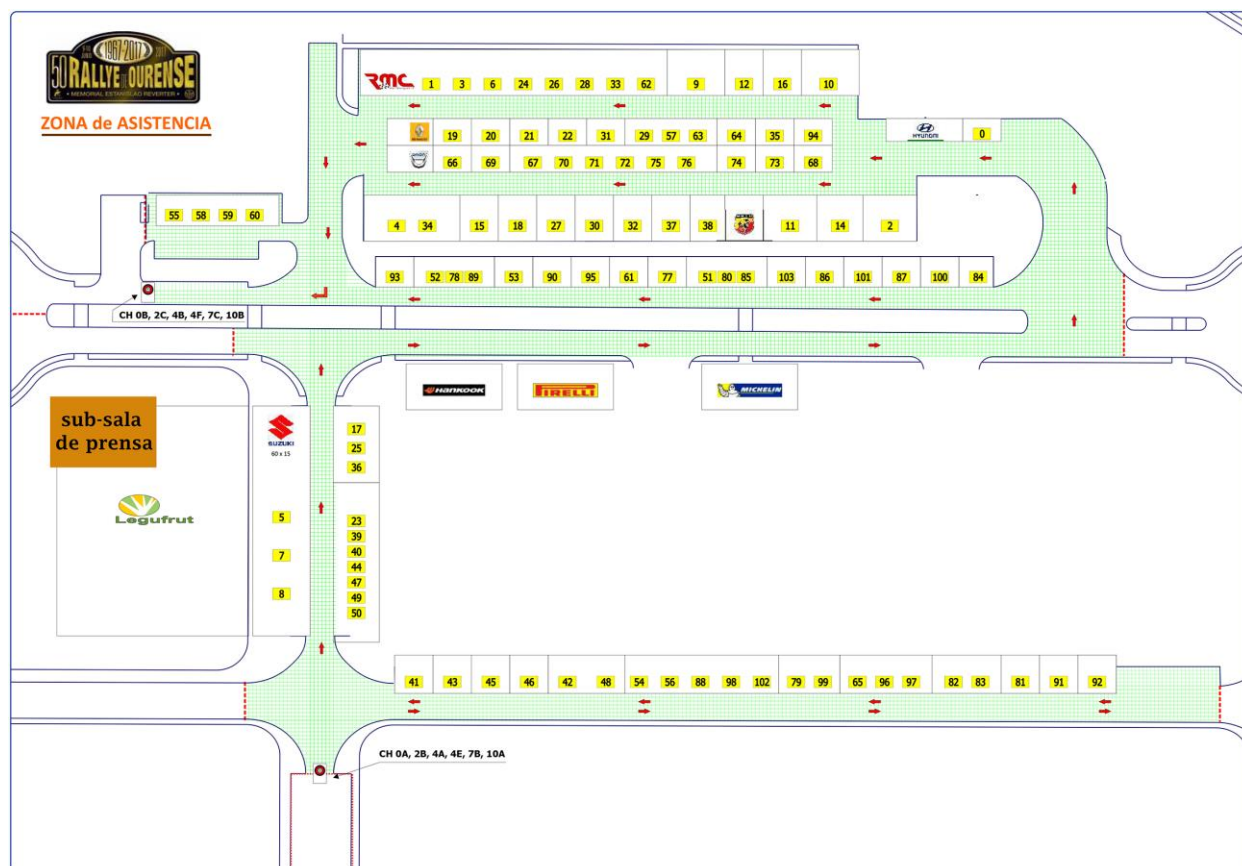 1967-2017
50 RALLYE DE OURENSE
• MEMORIAL ESTANISLAO REVERTER •
ZONA de ASISTENCIA
RMC 1 3 6 24 26 28 33 62 9 12 16 10
19 20 21 22 31 29 57 63 64 35 94
HYUNDAI 0
66 69 67 70 71 72 75 76 74 73 68
55 58 59 60
4 34 15 18 27 30 32 37 38 11 14 2
93 52 78 89 53 90 95 61 77 51 80 85 103 86 101 87 100 84
CH 0B, 2C, 4B, 4F, 7C, 10B
HANKOOK PIRELLI MICHELIN
sub-sala
de prensa
Legufrut
SUZUKI
60 x 15
5
7
8
17
25
36
23
39
40
44
47
49
50
41 43 45 46 42 48 54 56 88 98 102 79 99 65 96 97 82 83 81 91 92
CH 0A, 2B, 4A, 4E, 7B, 10A